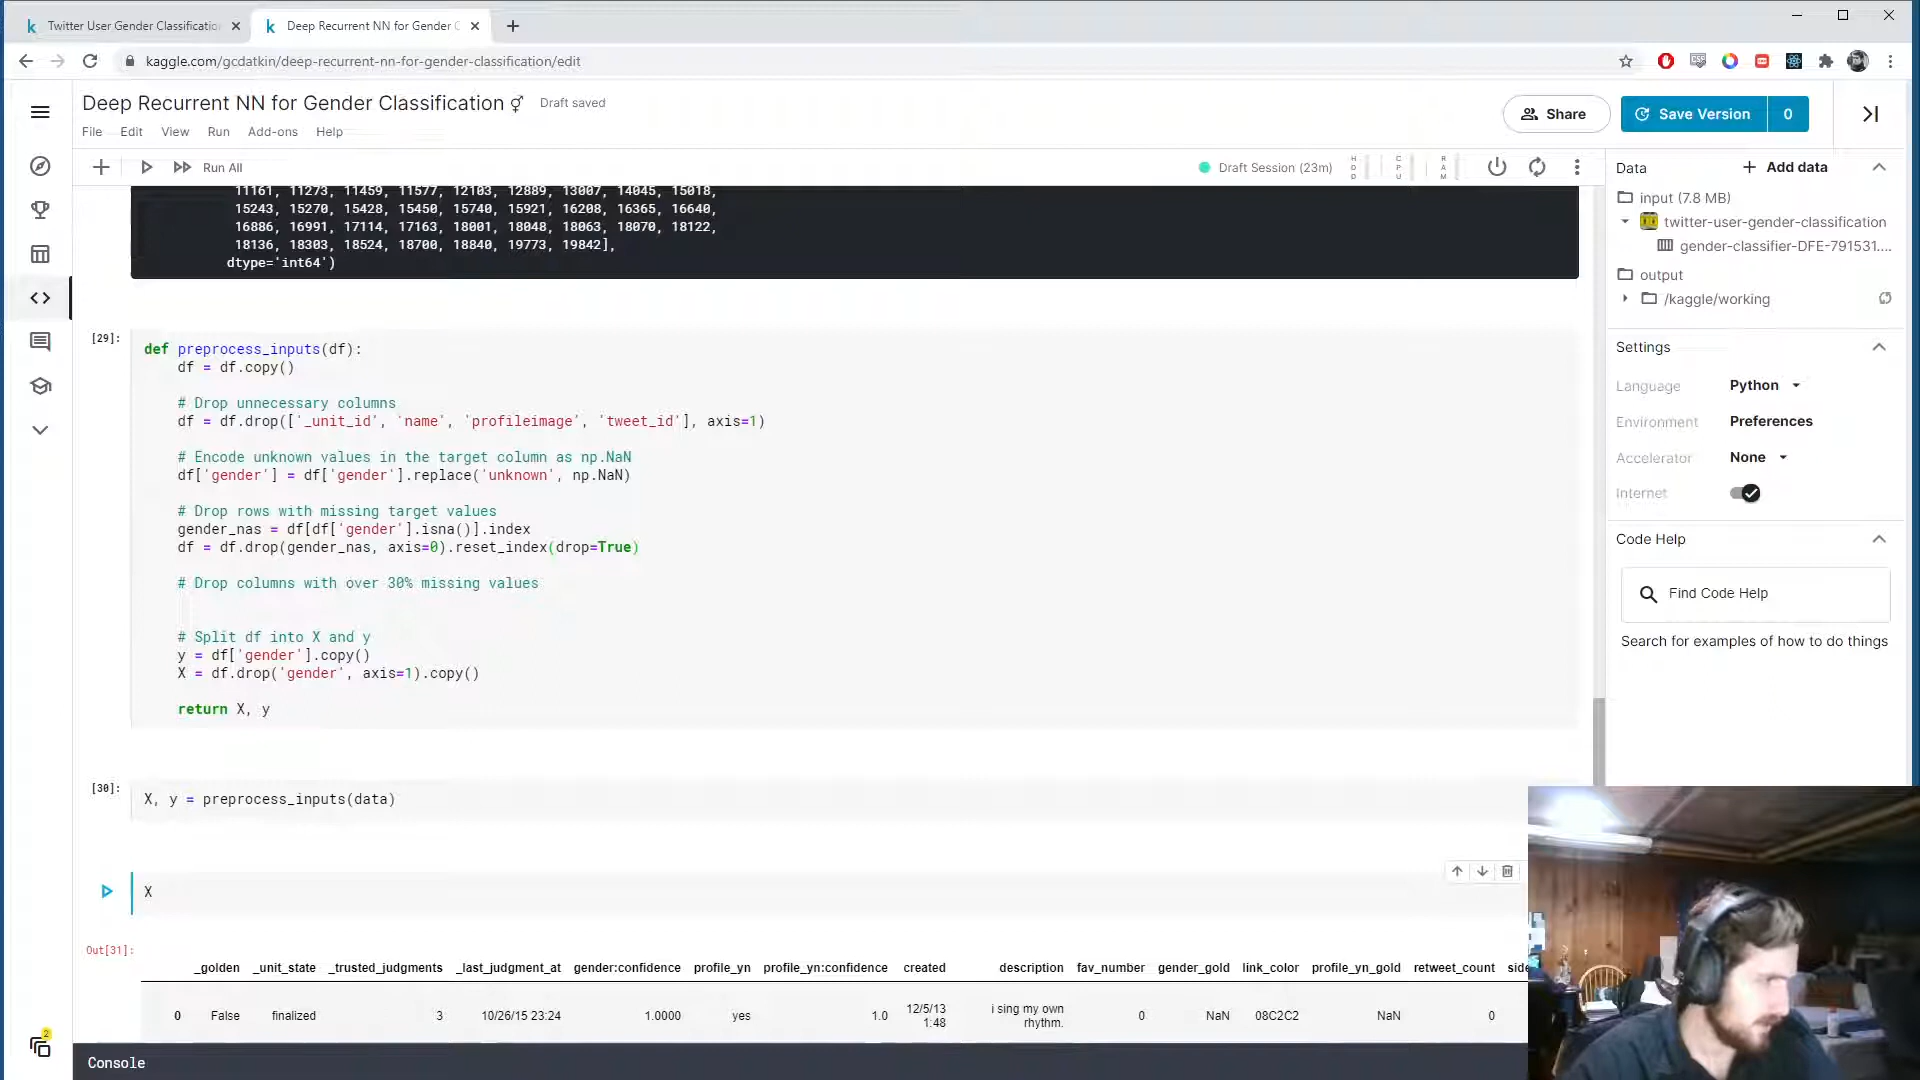 Twitter User Gender Classificatio
Deep Recurrent NN for Gender C
kaggle.com/gcdatkin/deep-recurrent-nn-for-gender-classification/edit
Deep Recurrent NN for Gender Classification ⚥ Draft saved
Share
Save Version 0
File Edit View Run Add-ons Help
Run All
Draft Session (23m)
HDD
CPU
RAM
11161, 11273, 11459, 11577, 12103, 12889, 13007, 14045, 15018,
15243, 15270, 15428, 15450, 15740, 15921, 16208, 16365, 16640,
16886, 16991, 17114, 17163, 18001, 18048, 18063, 18070, 18122,
18136, 18303, 18524, 18700, 18840, 19773, 19842],
dtype='int64')
[29]:
def preprocess_inputs(df):
df = df.copy()
# Drop unnecessary columns
df = df.drop(['_unit_id', 'name', 'profileimage', 'tweet_id'], axis=1)
# Encode unknown values in the target column as np.NaN
df['gender'] = df['gender'].replace('unknown', np.NaN)
# Drop rows with missing target values
gender_nas = df[df['gender'].isna()].index
df = df.drop(gender_nas, axis=0).reset_index(drop=True)
# Drop columns with over 30% missing values
# Split df into X and y
y = df['gender'].copy()
X = df.drop('gender', axis=1).copy()
return X, y
[30]:
X, y = preprocess_inputs(data)
X
Out[31]:
_golden _unit_state _trusted_judgments _last_judgment_at gender:confidence profile_yn profile_yn:confidence created description fav_number gender_gold link_color profile_yn_gold retweet_count side
0 False finalized 3 10/26/15 23:24 1.0000 yes 1.0 12/5/13 1:48 i sing my own rhythm. 0 NaN 08C2C2 NaN 0
Console
2
Data
Add data
input (7.8 MB)
twitter-user-gender-classification
gender-classifier-DFE-791531....
output
/kaggle/working
Settings
Language Python
Environment Preferences
Accelerator None
Internet
Code Help
Find Code Help
Search for examples of how to do things